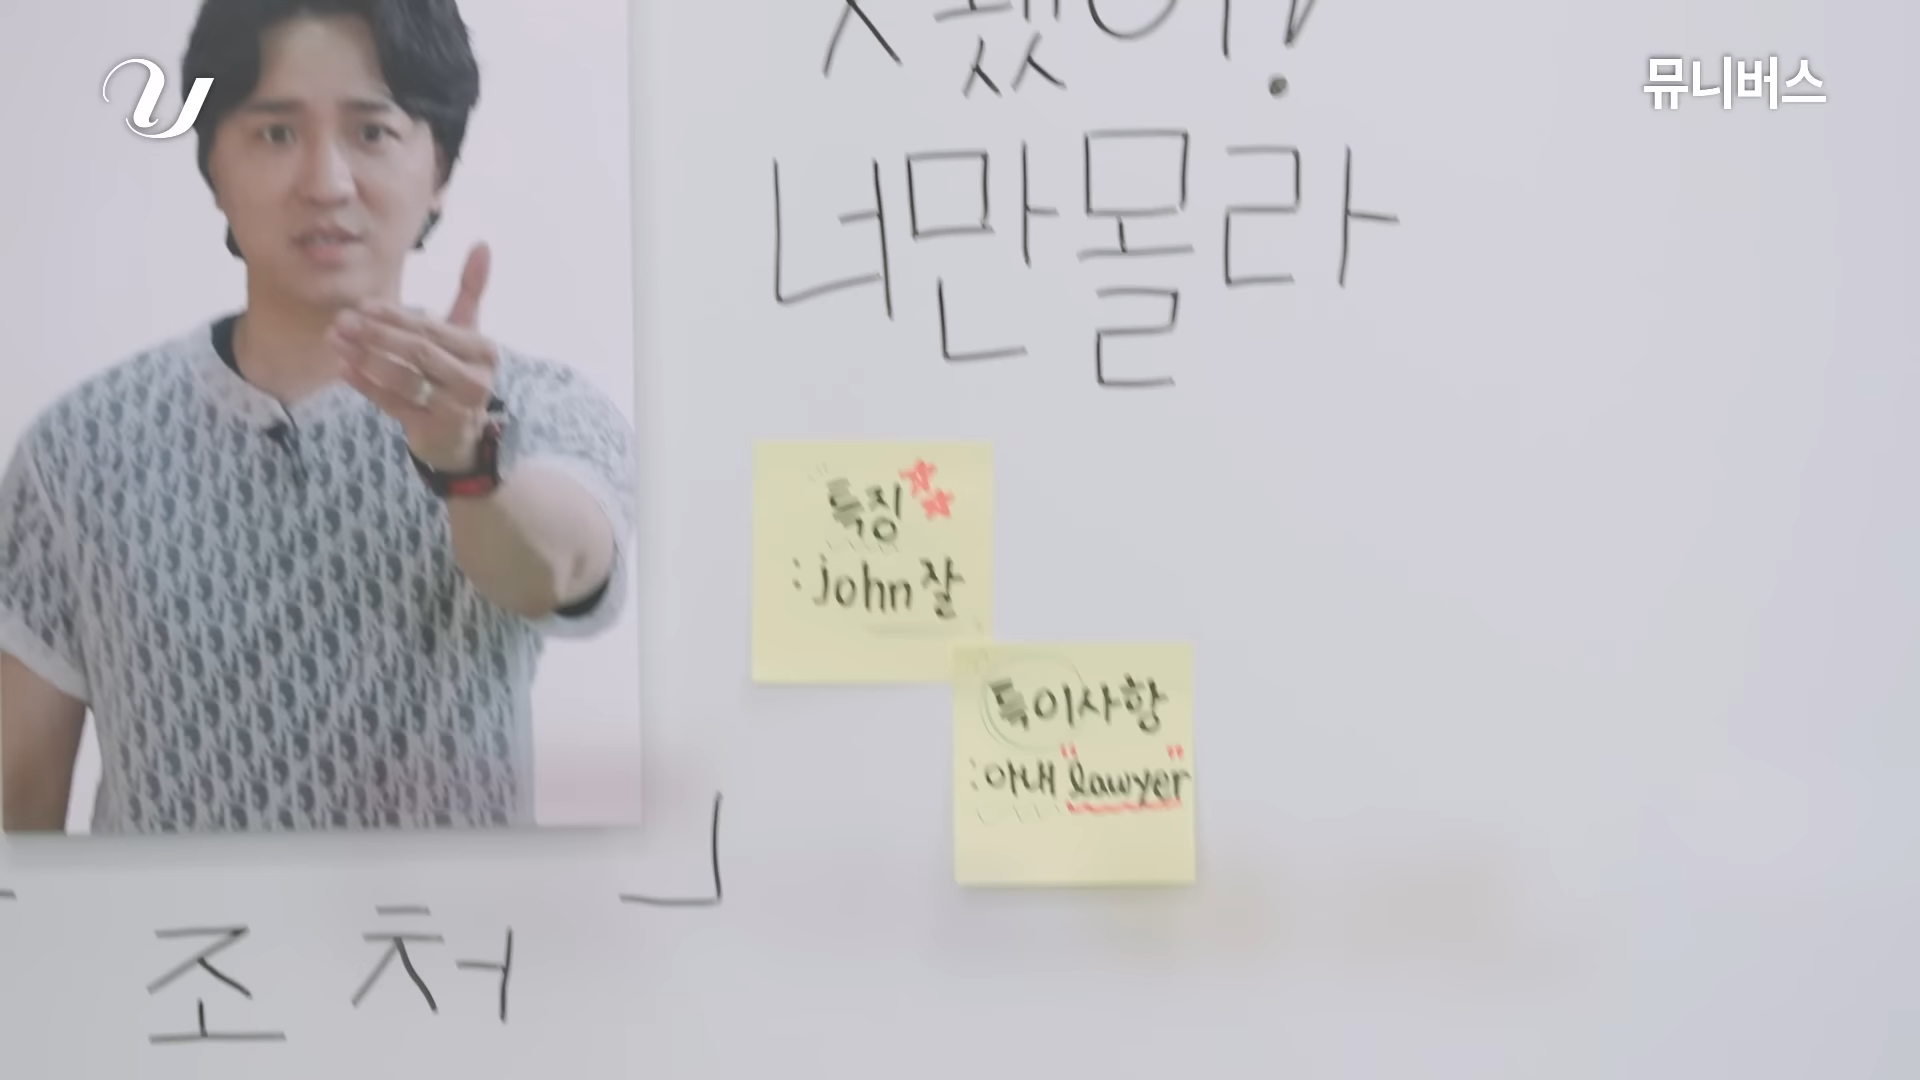 뮤니버스
너만몰라
특징
:john잘
특이사항
:아내 "lawyer"
조처